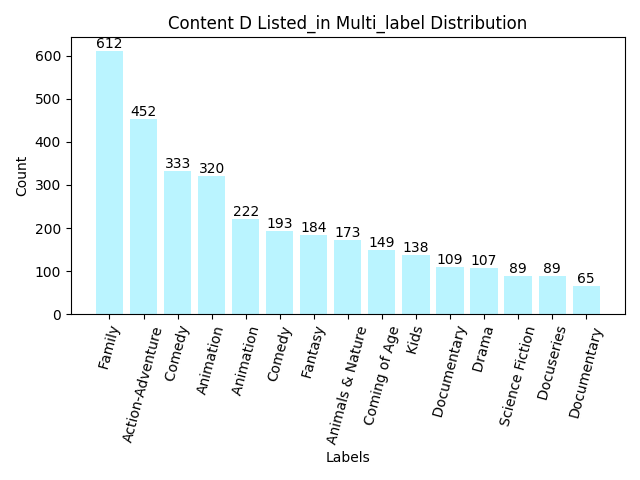 Content D Listed_in Multi_label Distribution
Count
600
500
400
300
200
100
0
612
452
333
320
222
193
184
173
149
138
109
107
89
89
65
Family
Action-Adventure
Comedy
Animation
Animation
Comedy
Fantasy
Animals & Nature
Coming of Age
Kids
Documentary
Drama
Science Fiction
Docuseries
Documentary
Labels